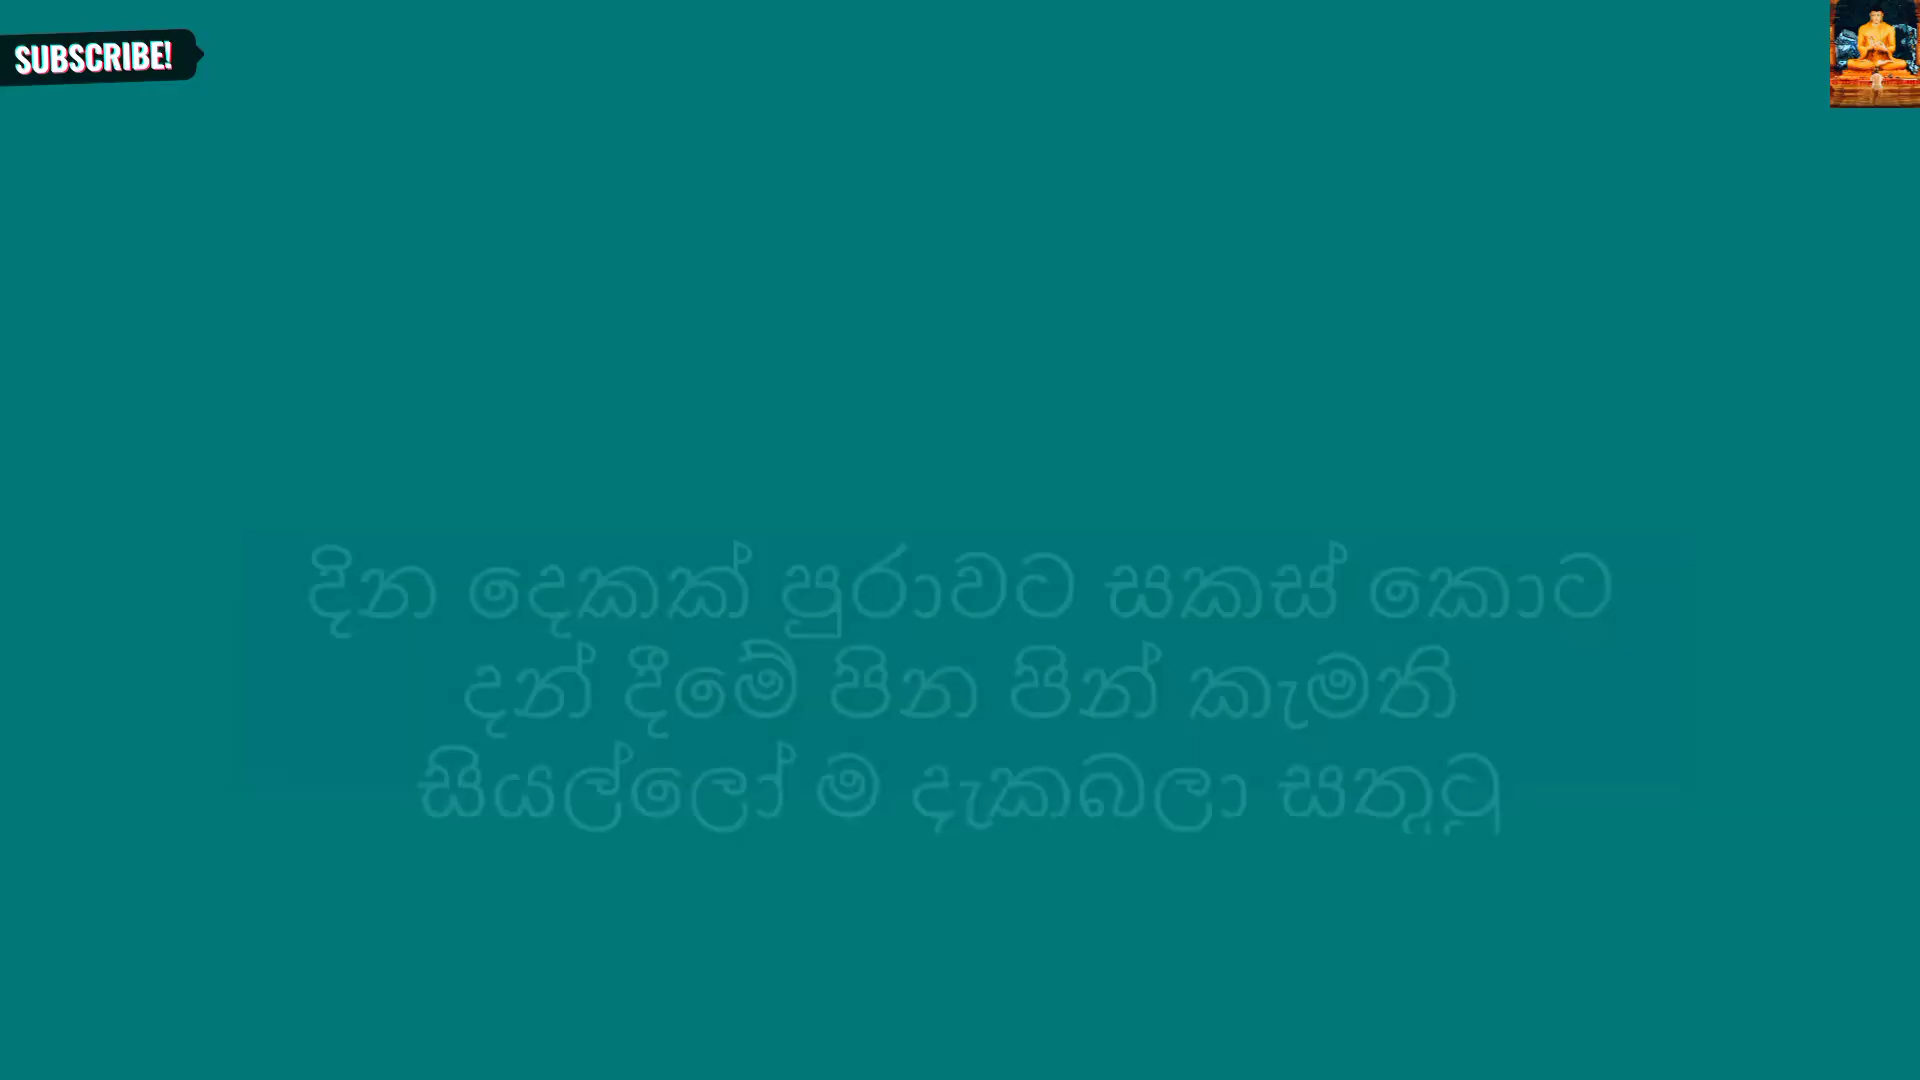 SUBSCRIBE!
දින දෙකක් පුරාවට සකස් කොට
දන් දීමේ පින පින් කැමති
සියල්ලෝ ම දැකබලා සතුටු